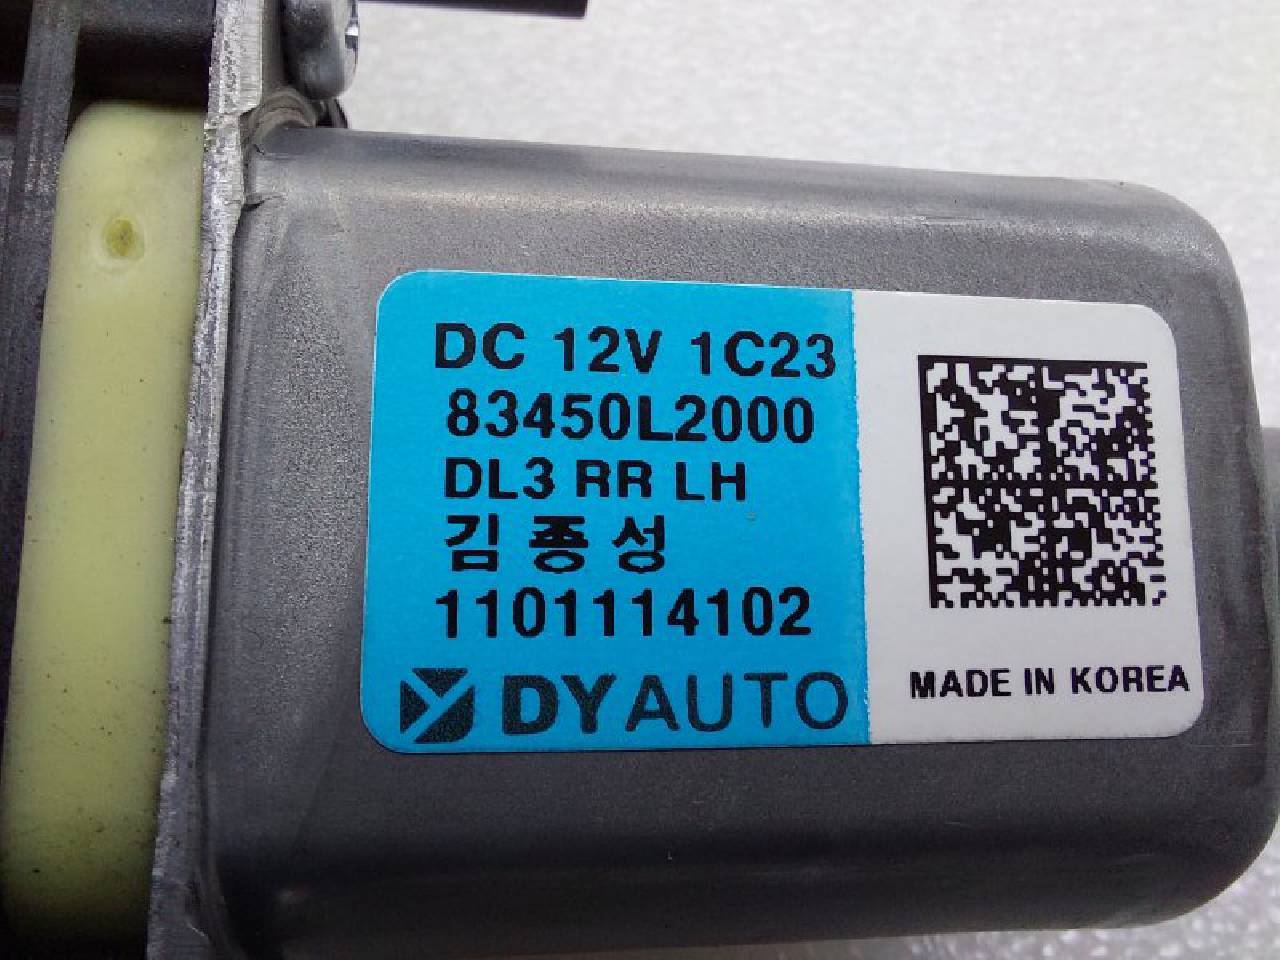 DC 12V 1C23
83450L2000
DL3 RR LH
김 종 성
1101114102
DYAUTO
MADE IN KOREA